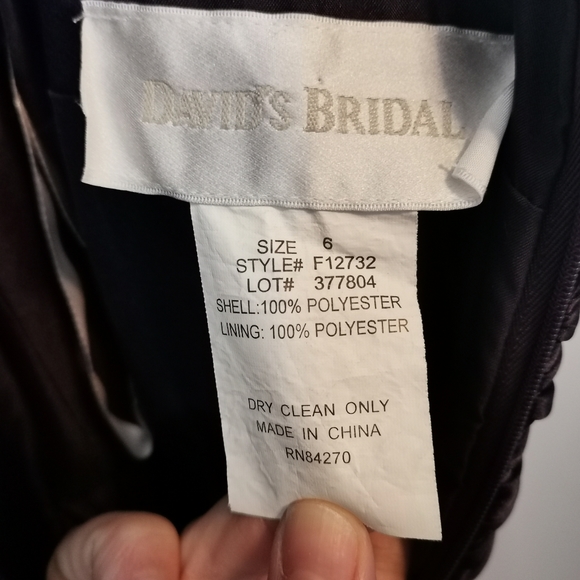 DAVID'S BRIDAL
SIZE 6
STYLE# F12732
LOT# 377804
SHELL:100% POLYESTER
LINING: 100% POLYESTER
DRY CLEAN ONLY
MADE IN CHINA
RN84270